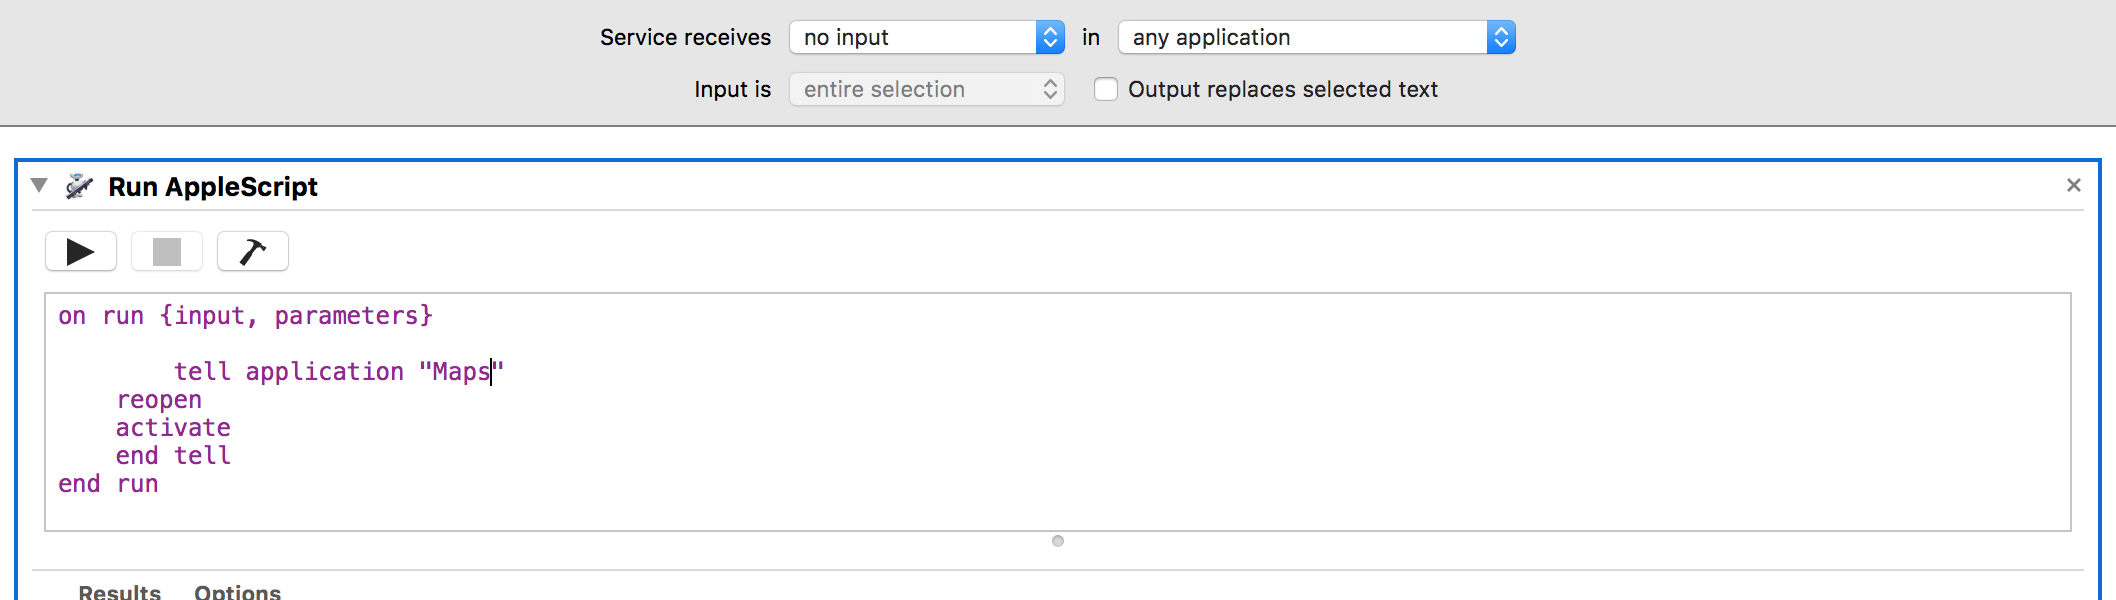 Service receives no input in any application
Input is entire selection Output replaces selected text
Run AppleScript
on run {input, parameters}
tell application "Maps"
reopen
activate
end tell
end run
Results Options